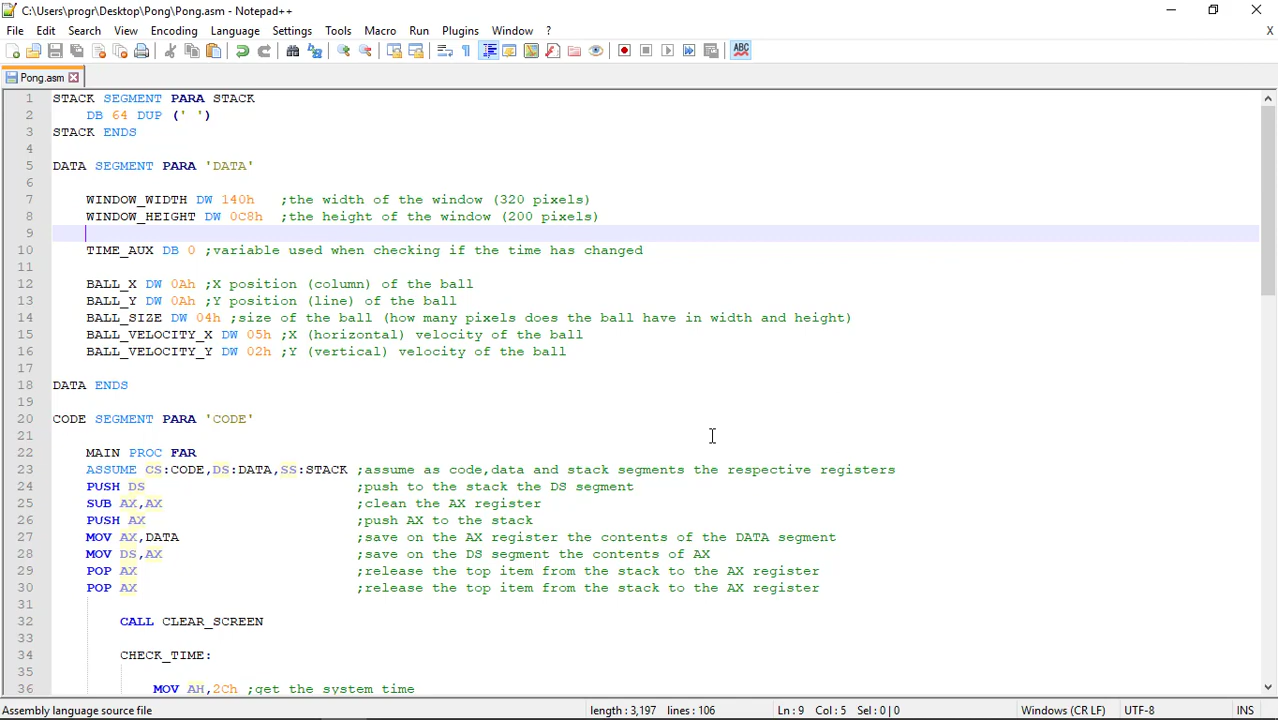 C:\Users\progr\Desktop\Pong\Pong.asm - Notepad++
File Edit Search View Encoding Language Settings Tools Macro Run Plugins Window ? X
ABC
Pong.asm
1 STACK SEGMENT PARA STACK
2 DB 64 DUP (' ')
3 STACK ENDS
4
5 DATA SEGMENT PARA 'DATA'
6
7 WINDOW_WIDTH DW 140h ;the width of the window (320 pixels)
8 WINDOW_HEIGHT DW 0C8h ;the height of the window (200 pixels)
9
10 TIME_AUX DB 0 ;variable used when checking if the time has changed
11
12 BALL_X DW 0Ah ;X position (column) of the ball
13 BALL_Y DW 0Ah ;Y position (line) of the ball
14 BALL_SIZE DW 04h ;size of the ball (how many pixels does the ball have in width and height)
15 BALL_VELOCITY_X DW 05h ;X (horizontal) velocity of the ball
16 BALL_VELOCITY_Y DW 02h ;Y (vertical) velocity of the ball
17
18 DATA ENDS
19
20 CODE SEGMENT PARA 'CODE'
21
22 MAIN PROC FAR
23 ASSUME CS:CODE,DS:DATA,SS:STACK ;assume as code,data and stack segments the respective registers
24 PUSH DS ;push to the stack the DS segment
25 SUB AX,AX ;clean the AX register
26 PUSH AX ;push AX to the stack
27 MOV AX,DATA ;save on the AX register the contents of the DATA segment
28 MOV DS,AX ;save on the DS segment the contents of AX
29 POP AX ;release the top item from the stack to the AX register
30 POP AX ;release the top item from the stack to the AX register
31
32 CALL CLEAR_SCREEN
33
34 CHECK_TIME:
35
36 MOV AH,2Ch ;get the system time
Assembly language source file length : 3,197 lines : 106 Ln : 9 Col : 5 Sel : 0 | 0 Windows (CR LF) UTF-8 INS